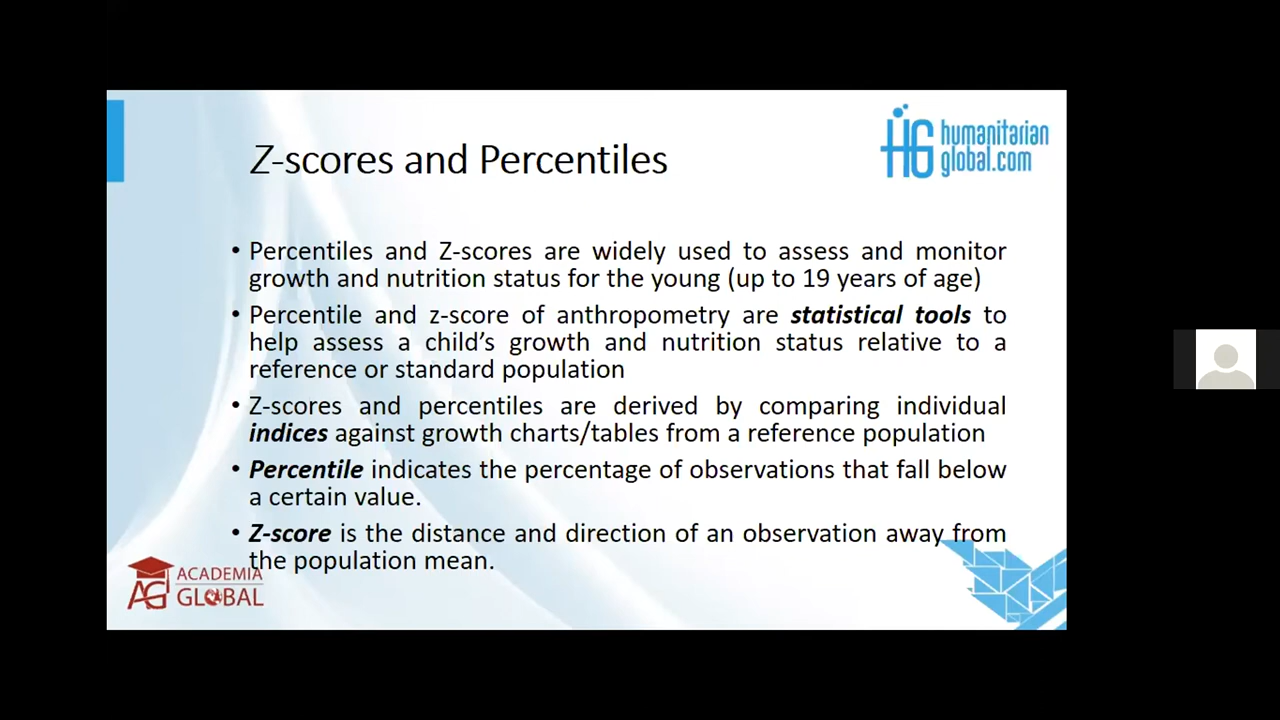 Z-scores and Percentiles
HG humanitarian
global.com
• Percentiles and Z-scores are widely used to assess and monitor
growth and nutrition status for the young (up to 19 years of age)
• Percentile and z-score of anthropometry are statistical tools to
help assess a child’s growth and nutrition status relative to a
reference or standard population
• Z-scores and percentiles are derived by comparing individual
indices against growth charts/tables from a reference population
• Percentile indicates the percentage of observations that fall below
a certain value.
• Z-score is the distance and direction of an observation away from
the population mean.
AG ACADEMIA
GLOBAL